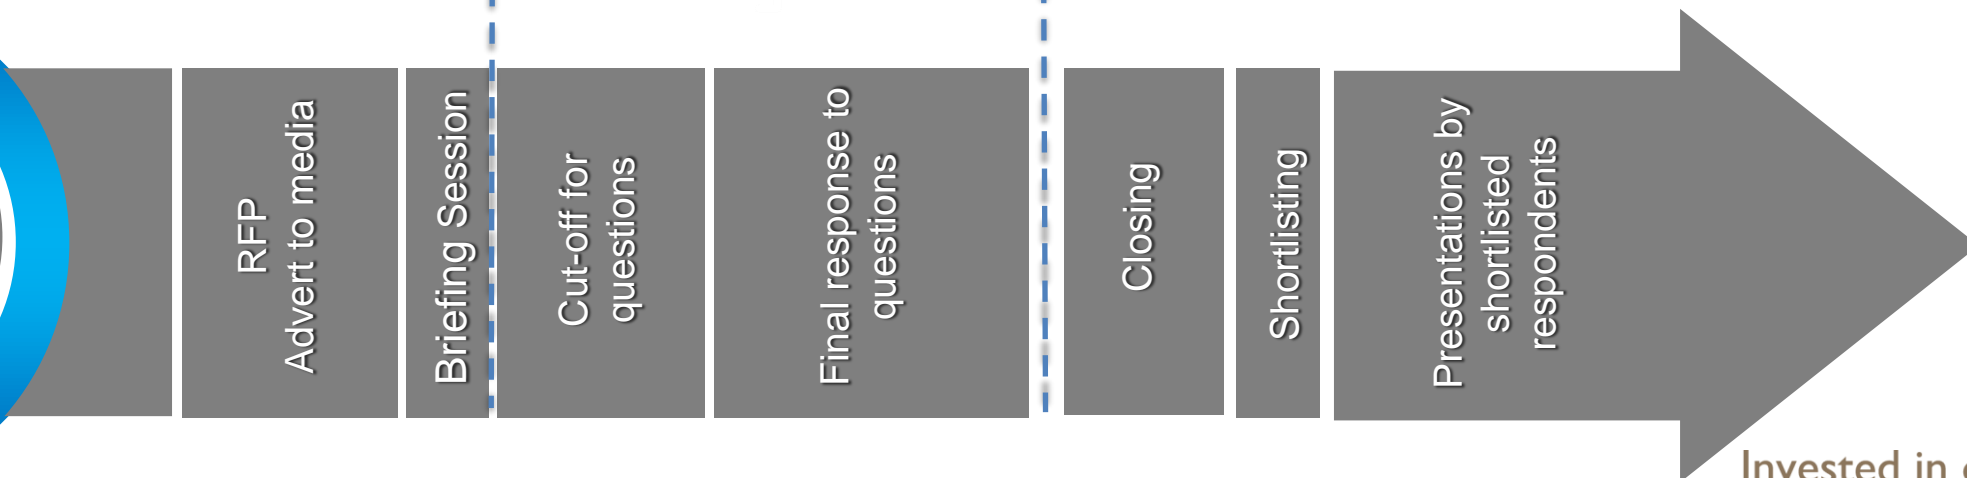 RFP
Advert to media
Briefing Session
Cut-off for
questions
Final response to
questions
Closing
Shortlisting
Presentations by
shortlisted
respondents
Invested in